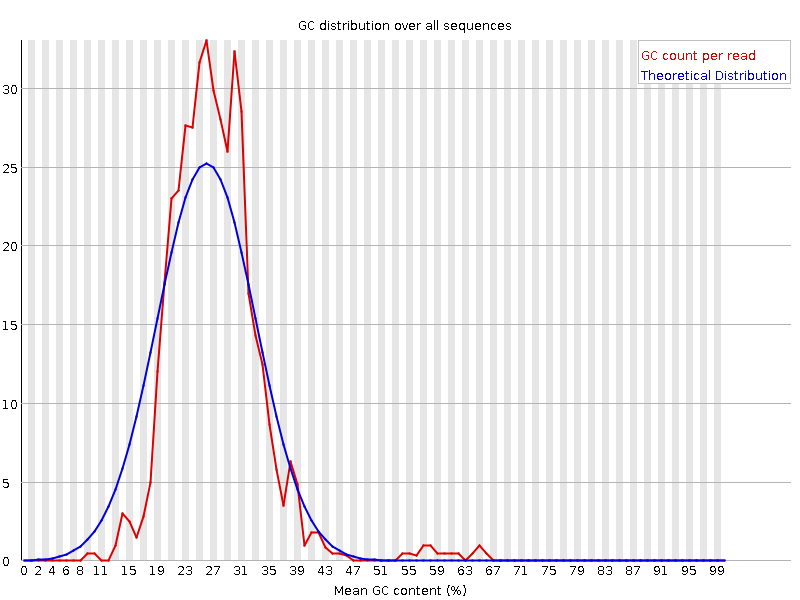 GC distribution over all sequences
GC count per read
Theoretical Distribution
30
25
20
15
10
5
0
0 2 4 6 8 11 15 19 23 27 31 35 39 43 47 51 55 59 63 67 71 75 79 83 87 91 95 99
Mean GC content (%)